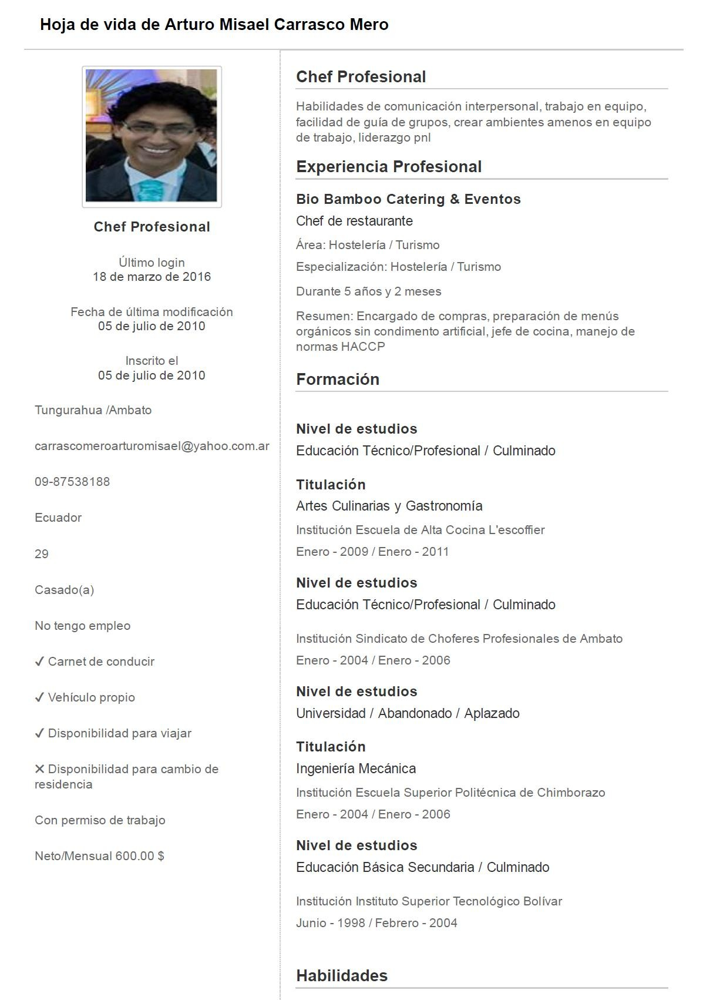 Hoja de vida de Arturo Misael Carrasco Mero
Chef Profesional
Último login
18 de marzo de 2016
Fecha de última modificación
05 de julio de 2010
Inscrito el
05 de julio de 2010
Tungurahua /Ambato
carrascomeroarturomisael@yahoo.com.ar
09-87538188
Ecuador
29
Casado(a)
No tengo empleo
✓ Carnet de conducir
✓ Vehículo propio
✓ Disponibilidad para viajar
✕ Disponibilidad para cambio de
residencia
Con permiso de trabajo
Neto/Mensual 600.00 $
Chef Profesional
Habilidades de comunicación interpersonal, trabajo en equipo,
facilidad de guía de grupos, crear ambientes amenos en equipo
de trabajo, liderazgo pnl
Experiencia Profesional
Bio Bamboo Catering & Eventos
Chef de restaurante
Área: Hostelería / Turismo
Especialización: Hostelería / Turismo
Durante 5 años y 2 meses
Resumen: Encargado de compras, preparación de menús
orgánicos sin condimento artificial, jefe de cocina, manejo de
normas HACCP
Formación
Nivel de estudios
Educación Técnico/Profesional / Culminado
Titulación
Artes Culinarias y Gastronomía
Institución Escuela de Alta Cocina L'escoffier
Enero - 2009 / Enero - 2011
Nivel de estudios
Educación Técnico/Profesional / Culminado
Institución Sindicato de Choferes Profesionales de Ambato
Enero - 2004 / Enero - 2006
Nivel de estudios
Universidad / Abandonado / Aplazado
Titulación
Ingeniería Mecánica
Institución Escuela Superior Politécnica de Chimborazo
Enero - 2004 / Enero - 2006
Nivel de estudios
Educación Básica Secundaria / Culminado
Institución Instituto Superior Tecnológico Bolívar
Junio - 1998 / Febrero - 2004
Habilidades